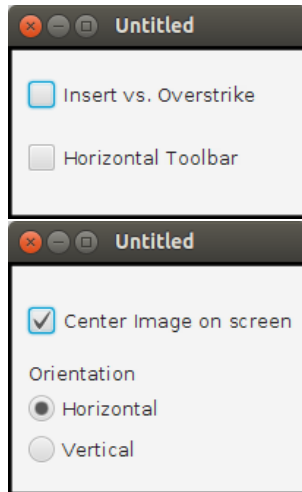 Untitled
Insert vs. Overstrike
Horizontal Toolbar
Untitled
Center Image on screen
Orientation
Horizontal
Vertical